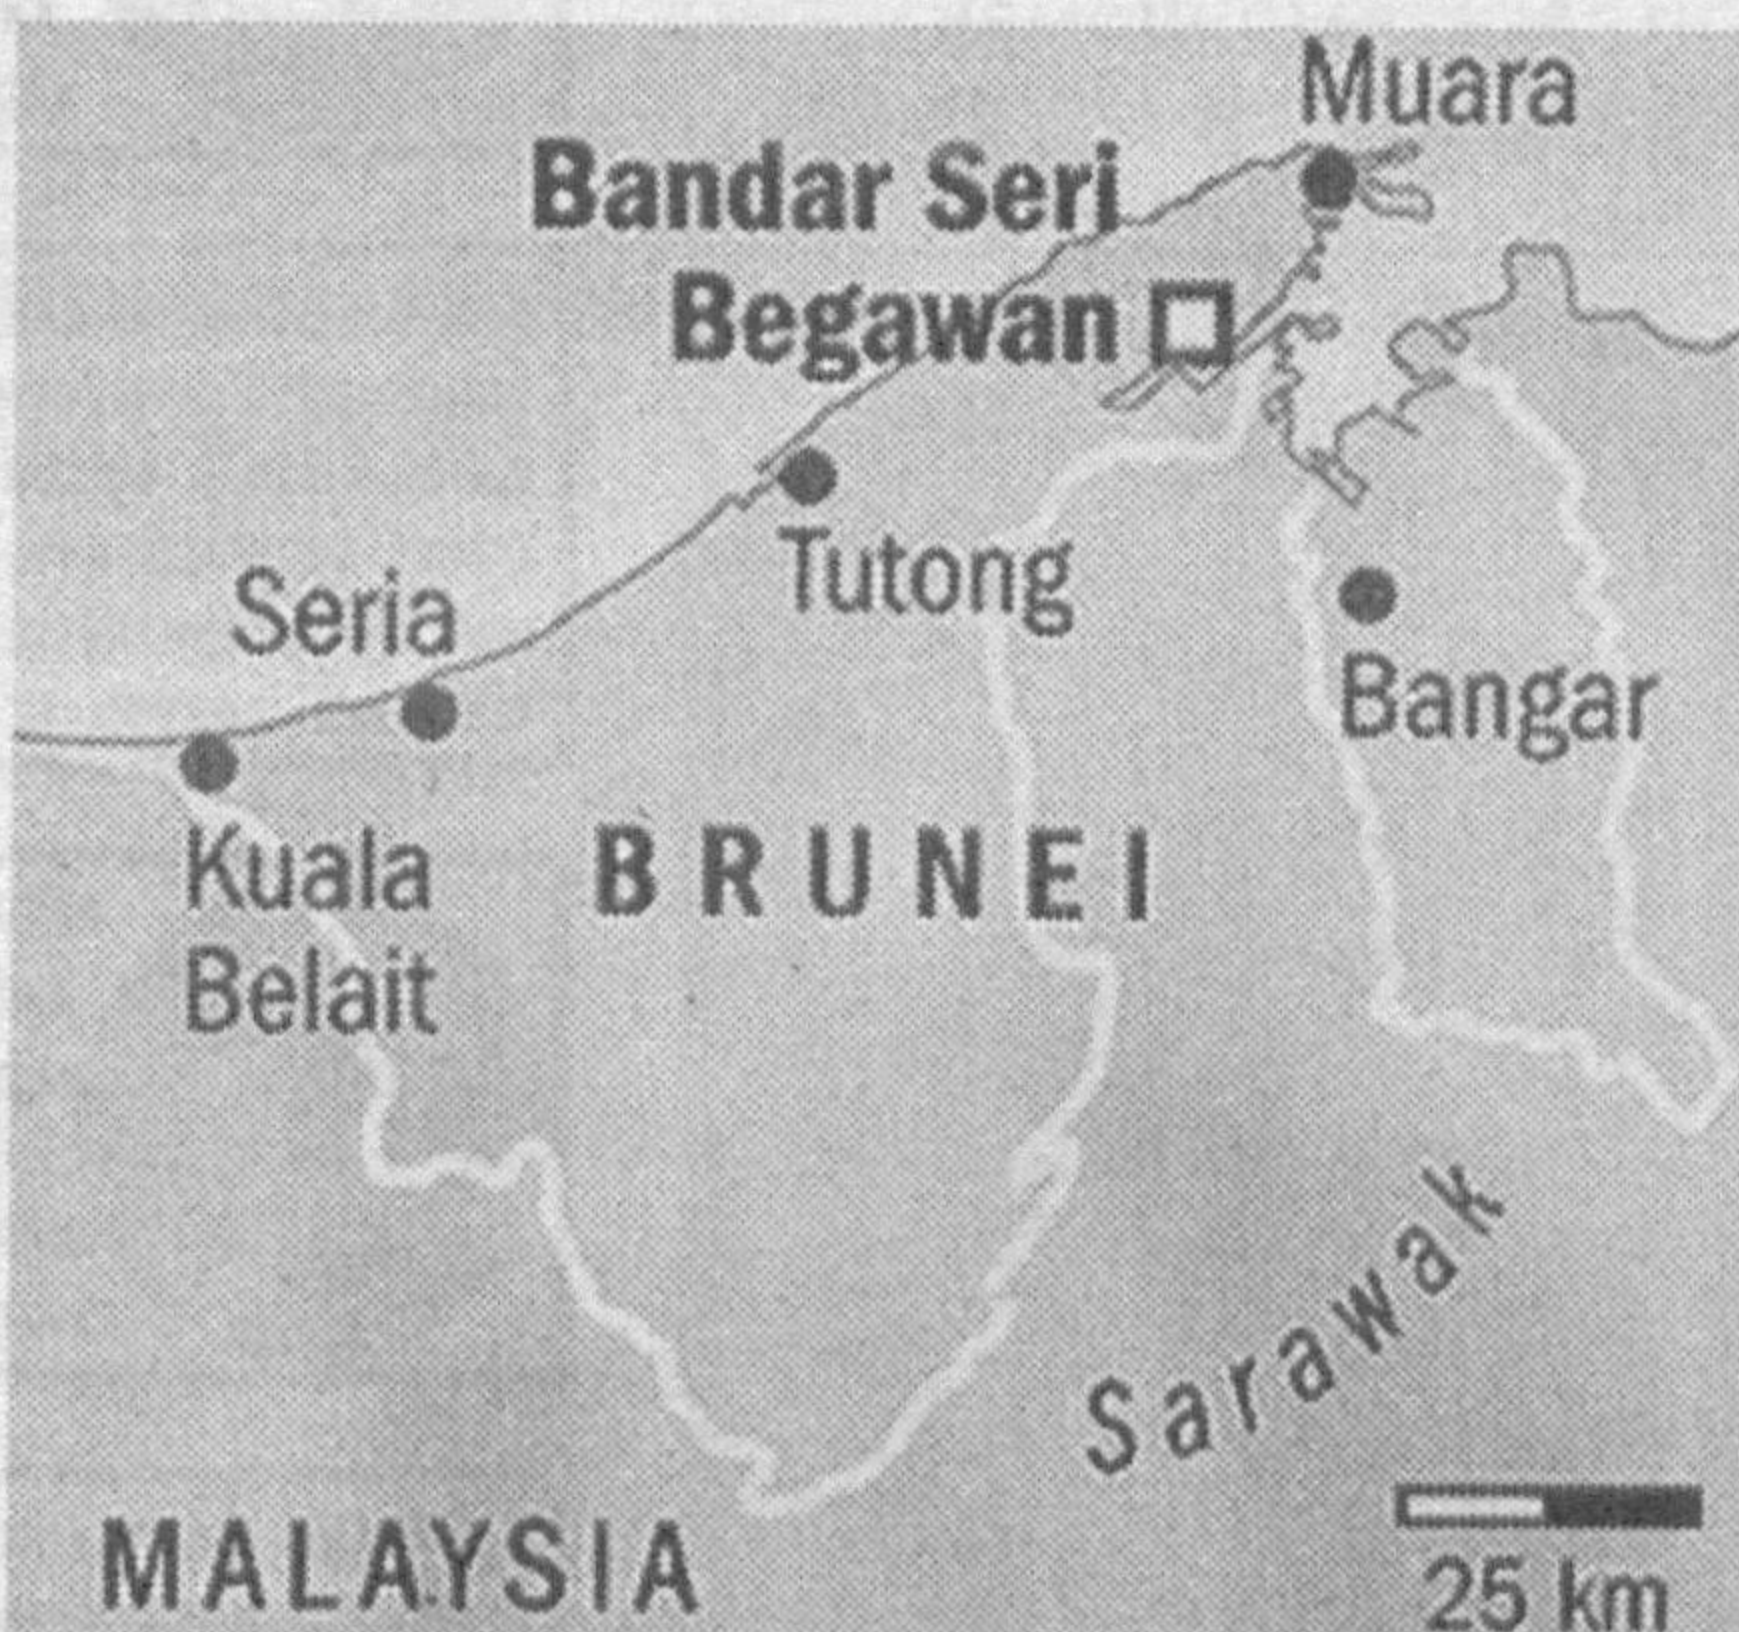 Muara
Bandar Seri
Begawan
Tutong
Seria
Bangar
Kuala
Belait
BRUNEI
Sarawak
MALAYSIA
25 km